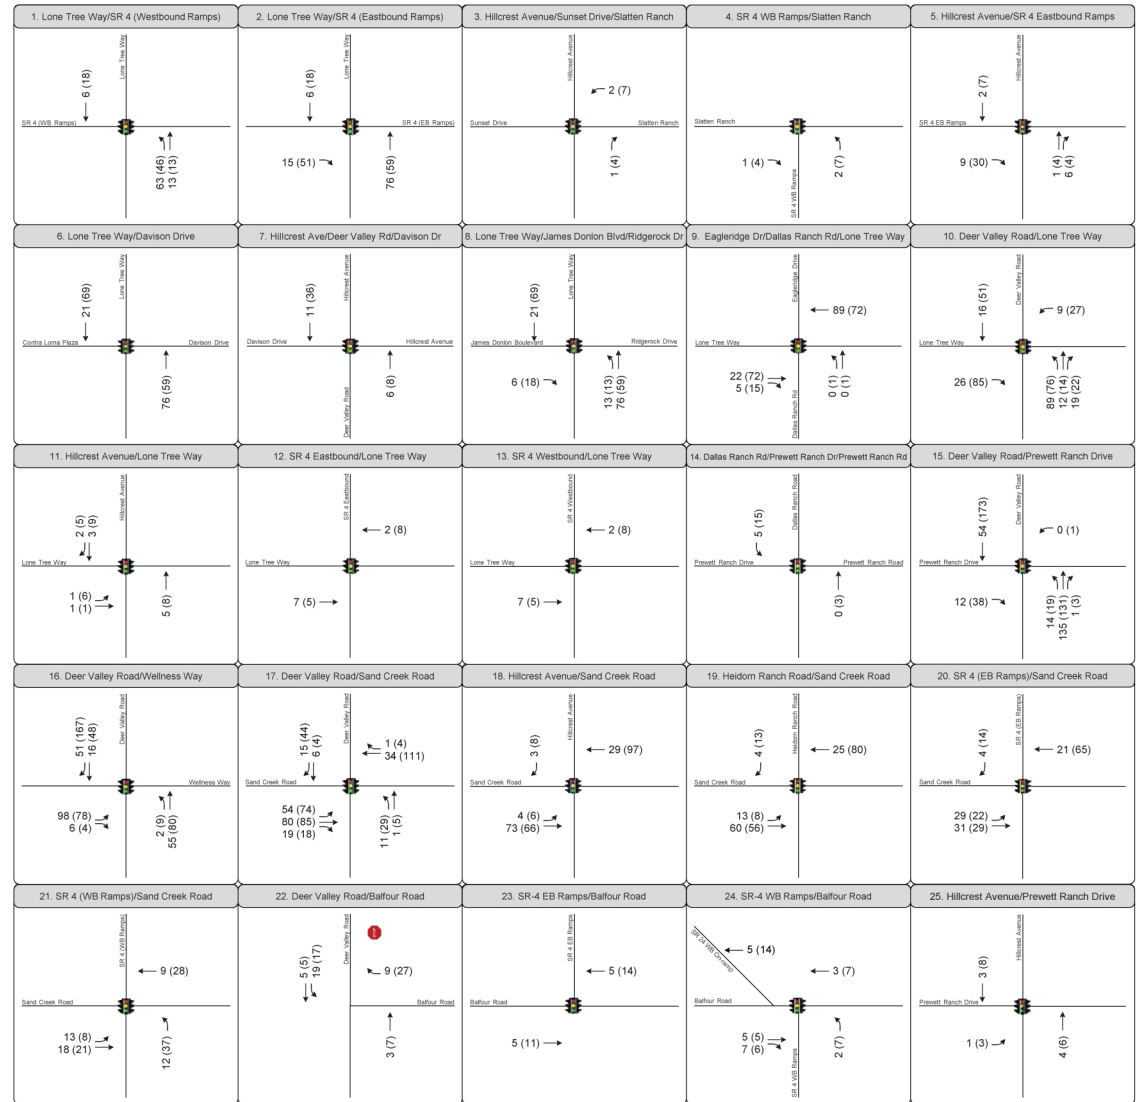 1. Lone Tree Way/SR 4 (Westbound Ramps)
Lone Tree Way
6 (18)
SR 4 (WB Ramps)
63 (46)
13 (13)
2. Lone Tree Way/SR 4 (Eastbound Ramps)
Lone Tree Way
6 (18)
SR 4 (EB Ramps)
15 (51)
76 (59)
3. Hillcrest Avenue/Sunset Drive/Slatten Ranch
Hillcrest Avenue
2 (7)
Sunset Drive
Slatten Ranch
1 (4)
4. SR 4 WB Ramps/Slatten Ranch
Slatten Ranch
1 (4)
SR 4 WB Ramps
2 (7)
5. Hillcrest Avenue/SR 4 Eastbound Ramps
Hillcrest Avenue
2 (7)
SR 4 EB Ramps
9 (30)
1 (4)
6 (4)
6. Lone Tree Way/Davison Drive
Lone Tree Way
21 (69)
Contra Loma Plaza
Davison Drive
76 (59)
7. Hillcrest Ave/Deer Valley Rd/Davison Dr
Hillcrest Avenue
11 (36)
Davison Drive
Hillcrest Avenue
Deer Valley Road
6 (8)
8. Lone Tree Way/James Donlon Blvd/Ridgerock Dr
Lone Tree Way
21 (69)
James Donlon Boulevard
Ridgerock Drive
6 (18)
13 (13)
76 (59)
9. Eagleridge Dr/Dallas Ranch Rd/Lone Tree Way
Eagleridge Drive
89 (72)
Lone Tree Way
22 (72)
5 (15)
Dallas Ranch Rd
0 (1)
0 (1)
10. Deer Valley Road/Lone Tree Way
Deer Valley Road
16 (51)
9 (27)
Lone Tree Way
26 (85)
89 (76)
12 (14)
19 (22)
11. Hillcrest Avenue/Lone Tree Way
Hillcrest Avenue
2 (5)
3 (9)
Lone Tree Way
1 (6)
1 (1)
5 (8)
12. SR 4 Eastbound/Lone Tree Way
SR 4 Eastbound
2 (8)
Lone Tree Way
7 (5)
13. SR 4 Westbound/Lone Tree Way
SR 4 Westbound
2 (8)
Lone Tree Way
7 (5)
14. Dallas Ranch Rd/Prewett Ranch Dr/Prewett Ranch Rd
Dallas Ranch Road
5 (15)
Prewett Ranch Drive
Prewett Ranch Road
0 (3)
15. Deer Valley Road/Prewett Ranch Drive
Deer Valley Road
54 (173)
0 (1)
Prewett Ranch Drive
12 (38)
14 (19)
135 (131)
1 (3)
16. Deer Valley Road/Wellness Way
Deer Valley Road
51 (167)
16 (48)
Wellness Way
98 (78)
6 (4)
2 (9)
55 (80)
17. Deer Valley Road/Sand Creek Road
Deer Valley Road
15 (44)
6 (4)
1 (4)
34 (111)
Sand Creek Road
54 (74)
80 (85)
19 (18)
11 (29)
1 (5)
18. Hillcrest Avenue/Sand Creek Road
Hillcrest Avenue
3 (8)
29 (97)
Sand Creek Road
4 (6)
73 (66)
19. Heidorn Ranch Road/Sand Creek Road
Heidorn Ranch Road
4 (13)
25 (80)
Sand Creek Road
13 (8)
60 (56)
20. SR 4 (EB Ramps)/Sand Creek Road
SR 4 (EB Ramps)
4 (14)
21 (65)
Sand Creek Road
29 (22)
31 (29)
21. SR 4 (WB Ramps)/Sand Creek Road
SR 4 (WB Ramps)
9 (28)
Sand Creek Road
13 (8)
18 (21)
12 (37)
22. Deer Valley Road/Balfour Road
Deer Valley Road
STOP
5 (5)
19 (17)
9 (27)
Balfour Road
3 (7)
23. SR-4 EB Ramps/Balfour Road
SR 4 EB Ramps
5 (14)
Balfour Road
5 (11)
24. SR-4 WB Ramps/Balfour Road
SR 24 WB On-ramp
5 (14)
3 (7)
Balfour Road
5 (5)
7 (6)
SR 4 WB Ramps
2 (7)
25. Hillcrest Avenue/Prewett Ranch Drive
Hillcrest Avenue
3 (8)
Prewett Ranch Drive
1 (3)
4 (6)